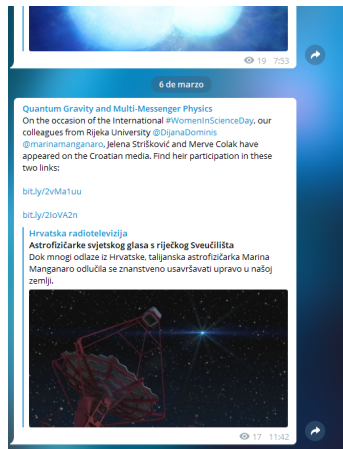 19 7:53
6 de marzo
Quantum Gravity and Multi-Messenger Physics
On the occasion of the International #WomenInScienceDay, our
colleagues from Rijeka University @DijanaDominis
@marinamanganaro, Jelena Strišković and Merve Colak have
appeared on the Croatian media. Find heir participation in these
two links:
bit.ly/2vMa1uu
bit.ly/2IoVA2n
Hrvatska radiotelevizija
Astrofizičarke svjetskog glasa s riječkog Sveučilišta
Dok mnogi odlaze iz Hrvatske, talijanska astrofizičarka Marina
Manganaro odlučila se znanstveno usavršavati upravo u našoj
zemlji.
17 11:42